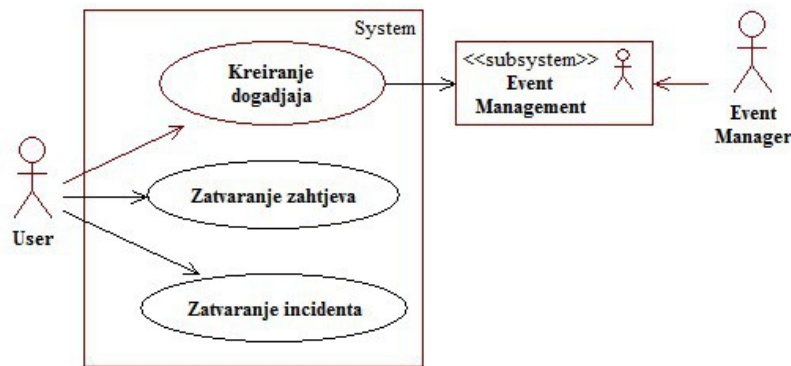 System
Kreiranje
dogadjaja
<<subsystem>>
Event
Management
Event
Manager
Zatvaranje zahtjeva
User
Zatvaranje incidenta